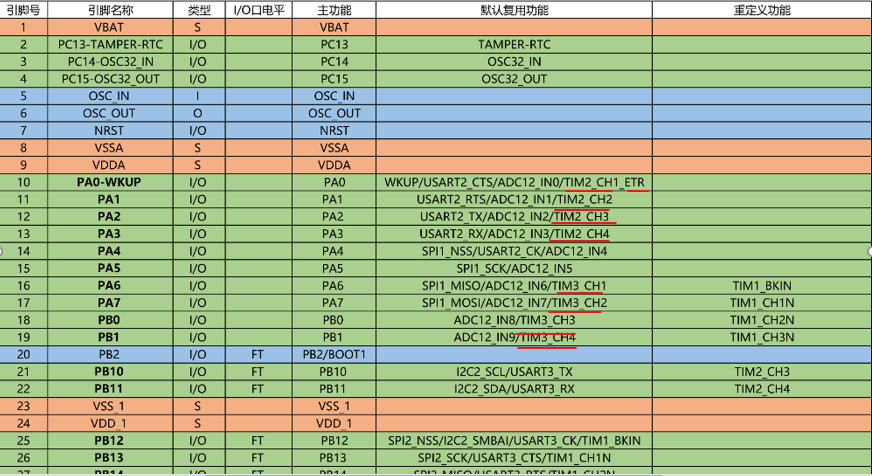 引脚号 引脚名称 类型 I/O口电平 主功能 默认复用功能 重定义功能
1 VBAT S VBAT
2 PC13-TAMPER-RTC I/O PC13 TAMPER-RTC
3 PC14-OSC32_IN I/O PC14 OSC32_IN
4 PC15-OSC32_OUT I/O PC15 OSC32_OUT
5 OSC_IN I OSC_IN
6 OSC_OUT O OSC_OUT
7 NRST I/O NRST
8 VSSA S VSSA
9 VDDA S VDDA
10 PA0-WKUP I/O PA0 WKUP/USART2_CTS/ADC12_IN0/TIM2_CH1_ETR
11 PA1 I/O PA1 USART2_RTS/ADC12_IN1/TIM2_CH2
12 PA2 I/O PA2 USART2_TX/ADC12_IN2/TIM2_CH3
13 PA3 I/O PA3 USART2_RX/ADC12_IN3/TIM2_CH4
14 PA4 I/O PA4 SPI1_NSS/USART2_CK/ADC12_IN4
15 PA5 I/O PA5 SPI1_SCK/ADC12_IN5
16 PA6 I/O PA6 SPI1_MISO/ADC12_IN6/TIM3_CH1 TIM1_BKIN
17 PA7 I/O PA7 SPI1_MOSI/ADC12_IN7/TIM3_CH2 TIM1_CH1N
18 PB0 I/O PB0 ADC12_IN8/TIM3_CH3 TIM1_CH2N
19 PB1 I/O PB1 ADC12_IN9/TIM3_CH4 TIM1_CH3N
20 PB2 I/O FT PB2/BOOT1
21 PB10 I/O FT PB10 I2C2_SCL/USART3_TX TIM2_CH3
22 PB11 I/O FT PB11 I2C2_SDA/USART3_RX TIM2_CH4
23 VSS_1 S VSS_1
24 VDD_1 S VDD_1
25 PB12 I/O FT PB12 SPI2_NSS/I2C2_SMBAI/USART3_CK/TIM1_BKIN
26 PB13 I/O FT PB13 SPI2_SCK/USART3_CTS/TIM1_CH1N
27 PB14 I/O FT PB14 SPI2_MISO/USART3_RTS/TIM1_CH2N